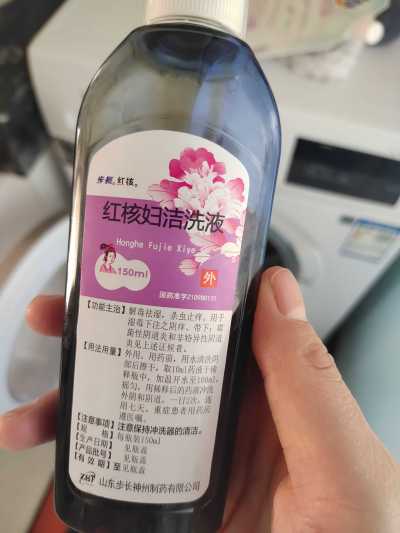 步长。红核。
红核妇洁洗液
Honghe Fujie Xiye
150ml
外
国药准字Z10980131
[功能主治]解毒祛湿,杀虫止痒。用于
湿毒下注之阴痒、带下;霉
菌性阴道炎和非特异性阴道
炎见上述证候者。
[用法用量]外用。用药前,用水清洗阴
部后擦干,取10ml药液于稀
释瓶中,加温开水至100ml,
摇匀,用稀释后的药液冲洗
外阴和阴道,一日2次,连
用七天。重症患者用药应
遵医嘱。
[注意事项]注意保持冲洗器的清洁。
[规 格]每瓶装150ml
[生产日期] 见瓶盖
[产品批号] 见瓶盖
[有 效 期]至见瓶盖
山东步长神州制药有限公司